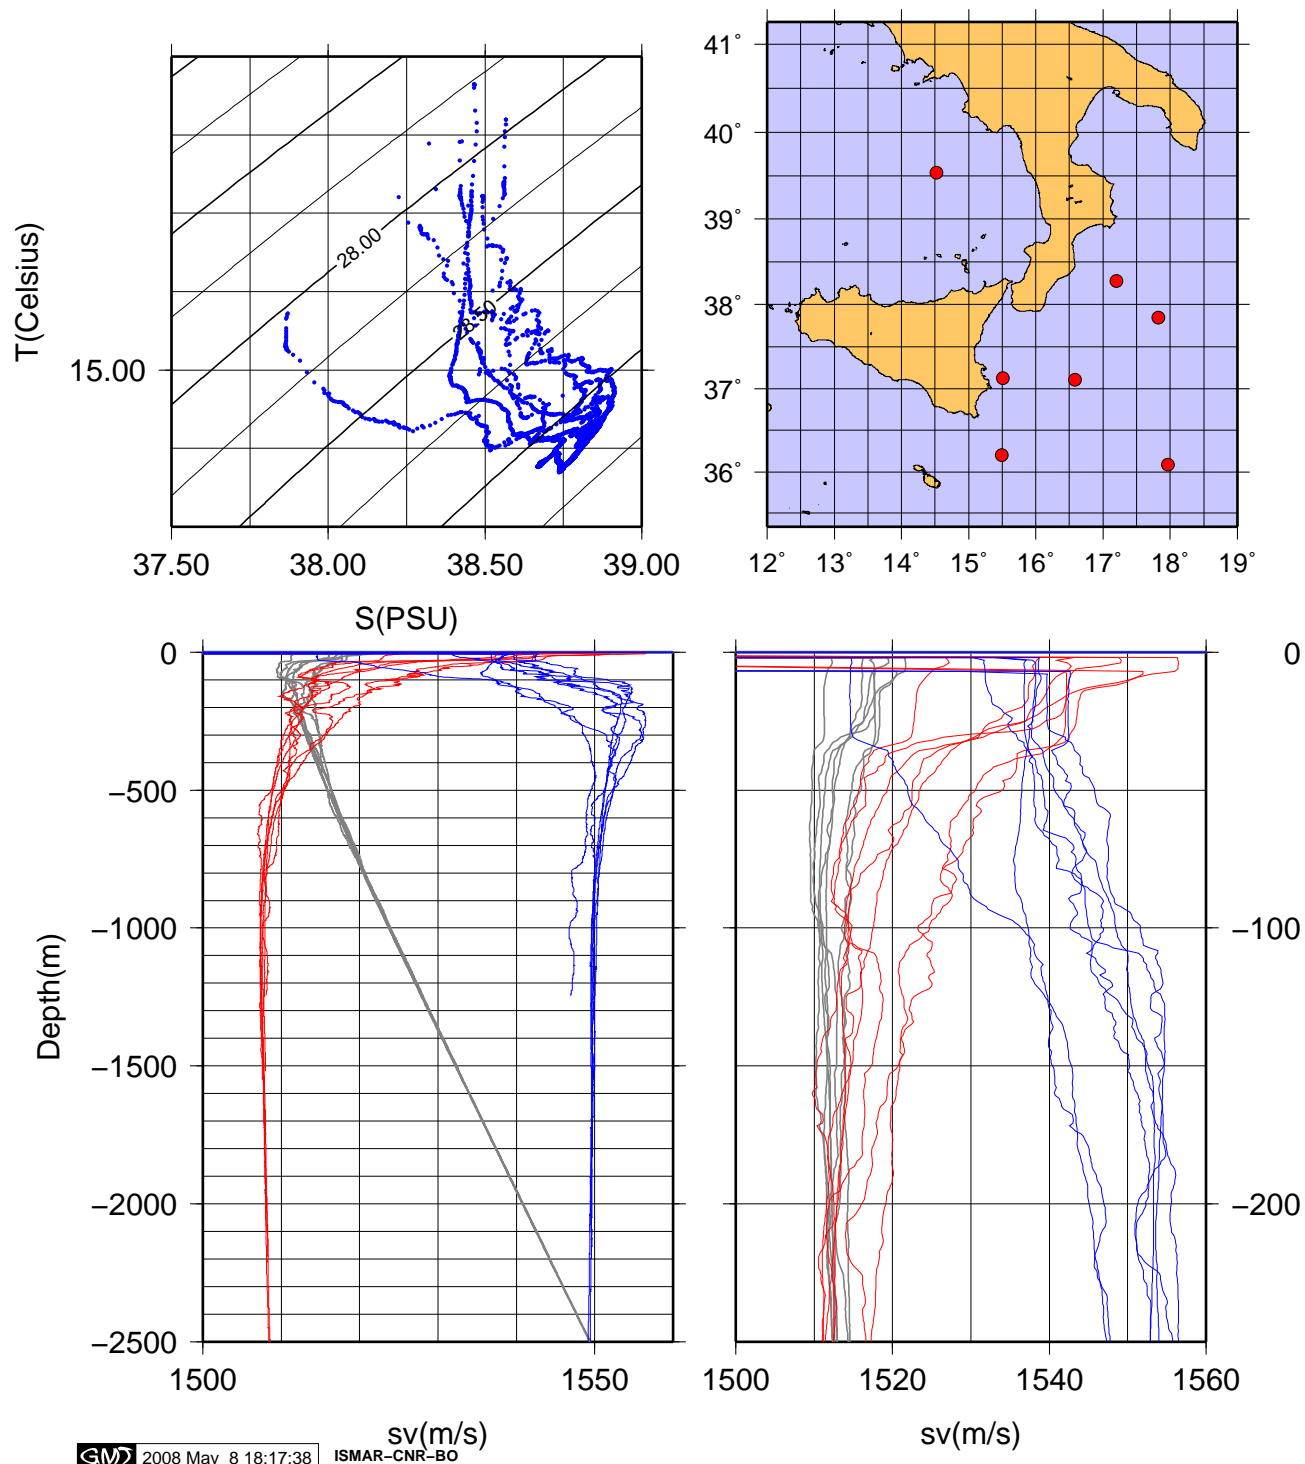 T(Celsius)
15.00
28.00
28.50
37.50 38.00 38.50 39.00
S(PSU)
41°
40°
39°
38°
37°
36°
12° 13° 14° 15° 16° 17° 18° 19°
Depth(m)
0
−500
−1000
−1500
−2000
−2500
1500 1550
sv(m/s)
0
−100
−200
1500 1520 1540 1560
sv(m/s)
GMT 2008 May 8 18:17:38 ISMAR−CNR−BO